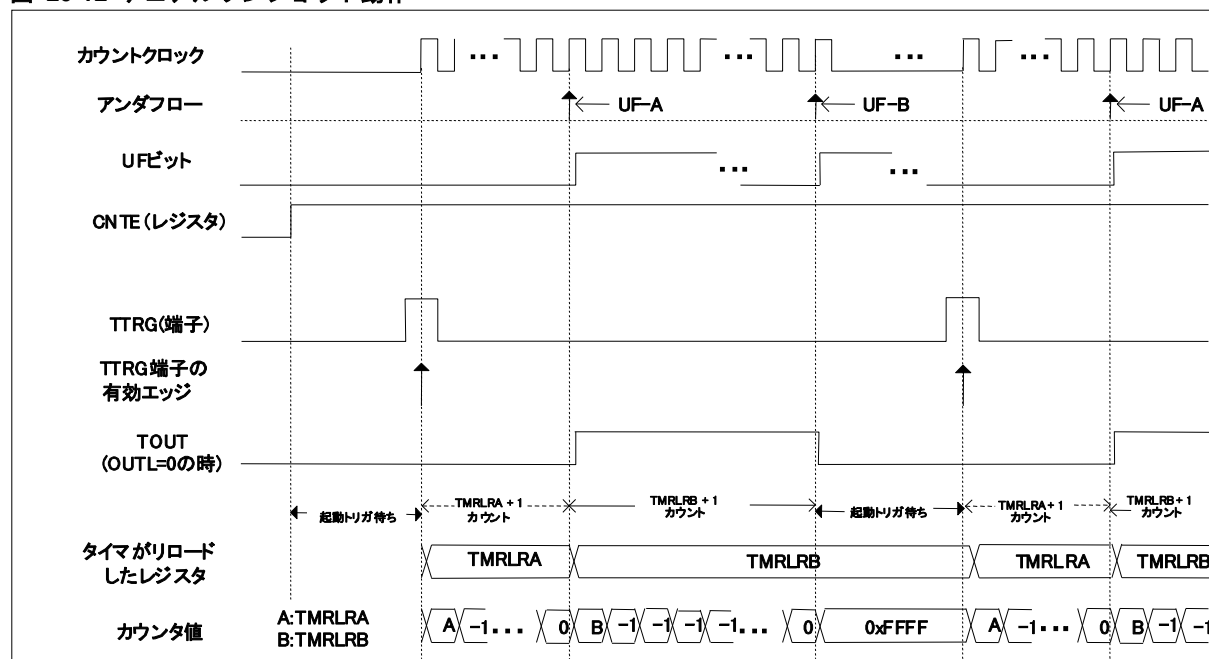 カウントクロック
アンダフロー
UF-A
UF-B
UF-A
UFビット
CNTE(レジスタ)
TTRG(端子)
TTRG端子の
有効エッジ
TOUT
(OUTL=0の時)
起動トリガ待ち
TMRLRA + 1
カウント
TMRLRB + 1
カウント
起動トリガ待ち
TMRLRA + 1
カウント
TMRLRB + 1
カウント
タイマがリロード
したレジスタ
TMRLRA
TMRLRB
TMRLRA
TMRLRB
カウンタ値
A:TMRLRA
B:TMRLRB
A -1 ... 0 B -1 -1 -1 -1 ... 0 0xFFFF A -1 ... 0 B -1 -1